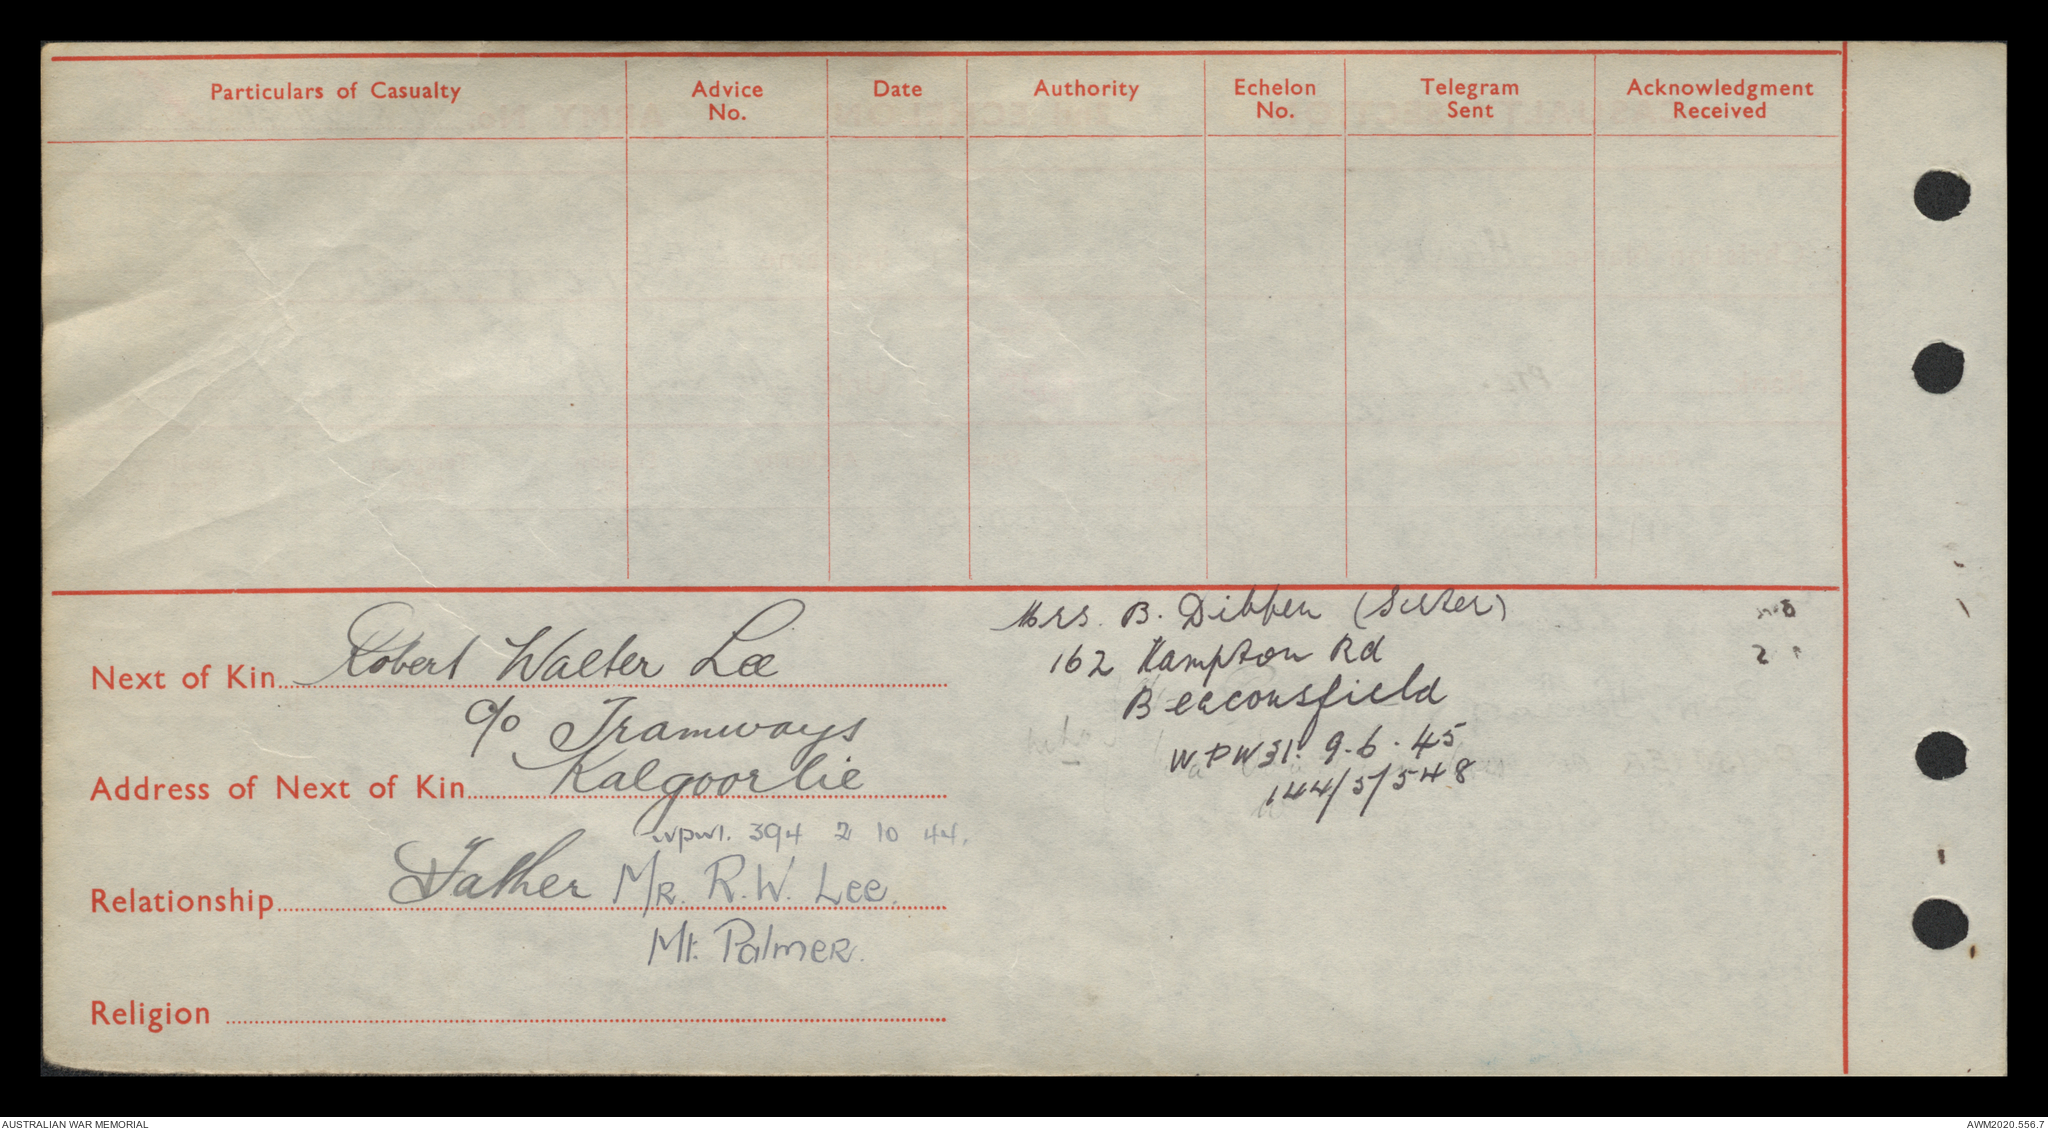 Particulars of Casualty Advice No. Date Authority Echelon No. Telegram Sent Acknowledgment Received
Next of Kin Robert Walter Lee
c/o Tramways
Address of Next of Kin Kalgoorlie
wpw1. 394 2 10 44.
Relationship Father Mr. R.W. Lee.
Mt. Palmer.
Religion
Mrs. B. Dibben (Sister)
162 Hampton Rd
Beaconsfield
W.P.W31. 9.6.45
144/5/548
AUSTRALIAN WAR MEMORIAL
AWM2020.556.7